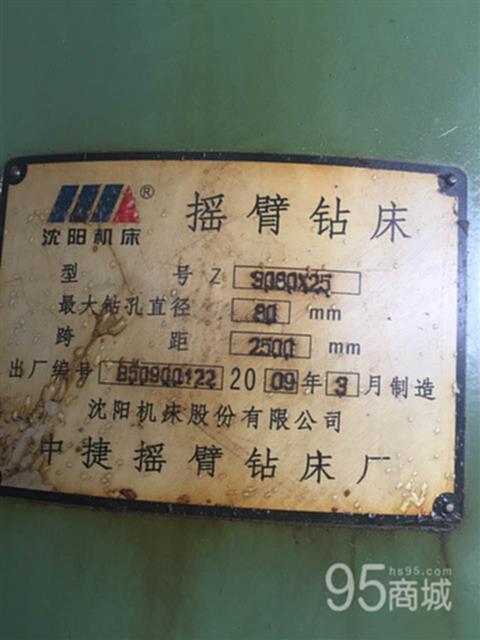 沈阳机床 ®
摇臂钻床
型号 Z 3080X25
最大钻孔直径 80 mm
跨距 2500 mm
出厂编号 B50900122 2009年3月制造
沈阳机床股份有限公司
中捷摇臂钻床厂
hs95.com
95商城